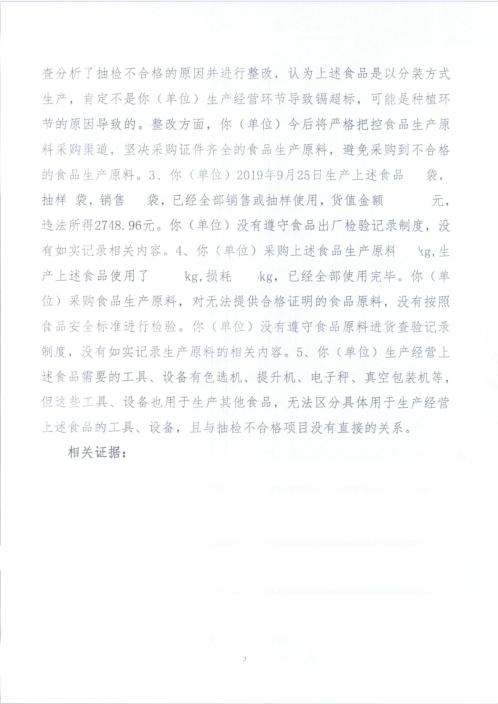 查分析了抽检不合格的原因并进行整改，认为上述食品是以分装方式
生产，肯定不是你（单位）生产经营环节导致镉超标，可能是种植环
节的原因导致的。整改方面，你（单位）今后将严格把控食品生产原
料采购渠道，坚决采购证件齐全的食品生产原料，避免采购到不合格
的食品生产原料。3、你（单位）2019年9月25日生产上述食品 袋，
抽样 袋，销售 袋，已经全部销售或抽样使用，货值金额 元，
违法所得2748.96元。你（单位）没有遵守食品出厂检验记录制度，没
有如实记录相关内容。4、你（单位）采购上述食品生产原料 kg,生
产上述食品使用了 kg,损耗 kg，已经全部使用完毕。你（单
位）采购食品生产原料，对无法提供合格证明的食品原料，没有按照
食品安全标准进行检验。你（单位）没有遵守食品原料进货查验记录
制度，没有如实记录生产原料的相关内容。5、你（单位）生产经营上
述食品需要的工具、设备有色选机、提升机、电子秤、真空包装机等，
但这些工具、设备也用于生产其他食品，无法区分具体用于生产经营
上述食品的工具、设备，且与抽检不合格项目没有直接的关系。
相关证据：
2